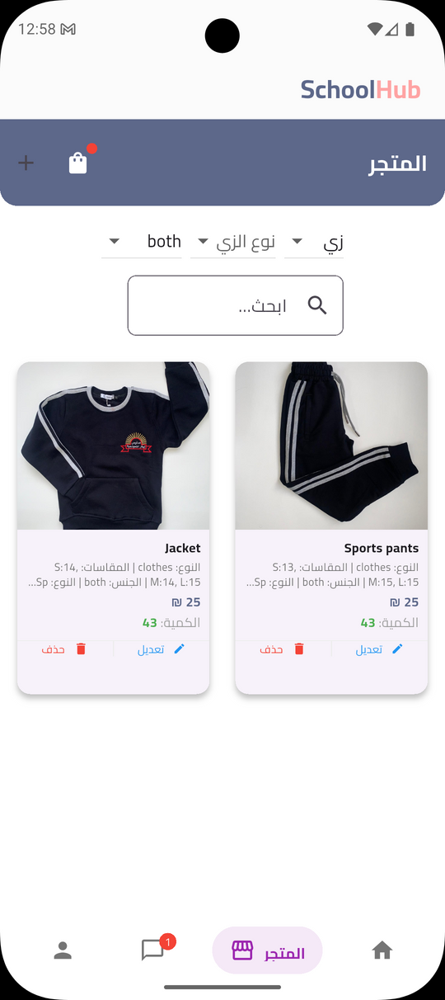 12:58
SchoolHub
المتجر
زي نوع الزي both
ابحث...
Sports pants
النوع: clothes | المقاسات: S:13,
M:15, L:15 | الجنس: both | النوع: Sp...
25 ₪
الكمية: 43
تعديل حذف
Jacket
النوع: clothes | المقاسات: S:14,
M:14, L:15 | الجنس: both | النوع: Sp...
25 ₪
الكمية: 43
تعديل حذف
المتجر
1